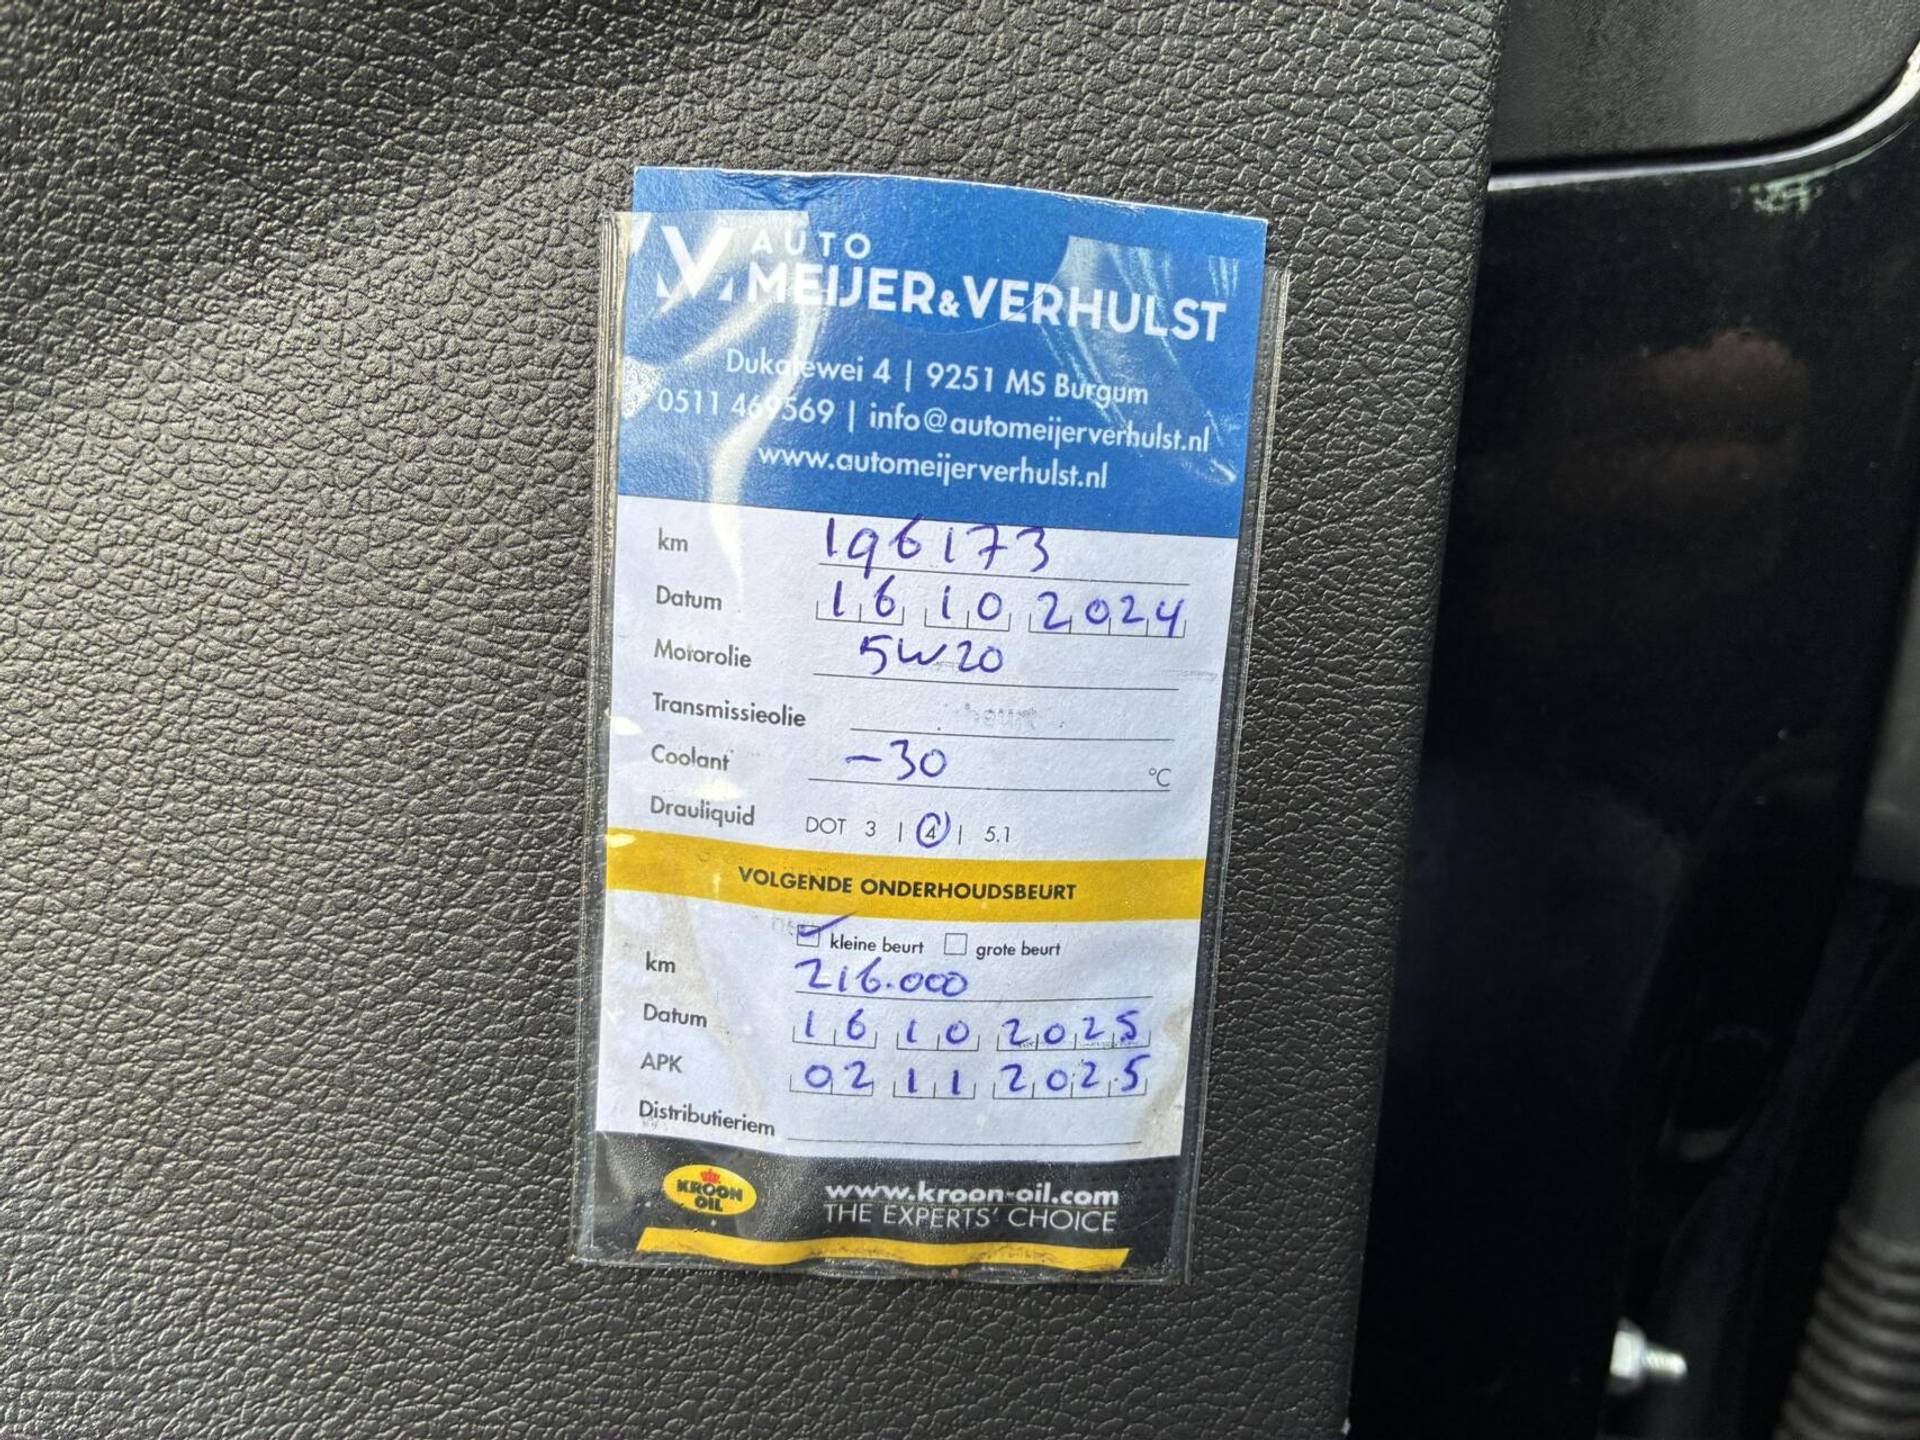 AUTO
MEIJER&VERHULST
Dukatewei 4 | 9251 MS Burgum
0511 469569 | info@automeijerverhulst.nl
www.automeijerverhulst.nl
km 196173
Datum 16 10 2024
Motorolie 5W20
Transmissieolie
Coolant -30 °C
Drauliquid DOT 3 | 4 | 5.1
VOLGENDE ONDERHOUDSBEURT
kleine beurt grote beurt
km 216.000
Datum 16 10 2025
APK 02 11 2025
Distributieriem
KROON OIL
www.kroon-oil.com
THE EXPERTS' CHOICE